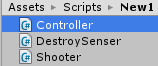 Assets ▸ Scripts ▸ New1
Controller
DestroySenser
Shooter